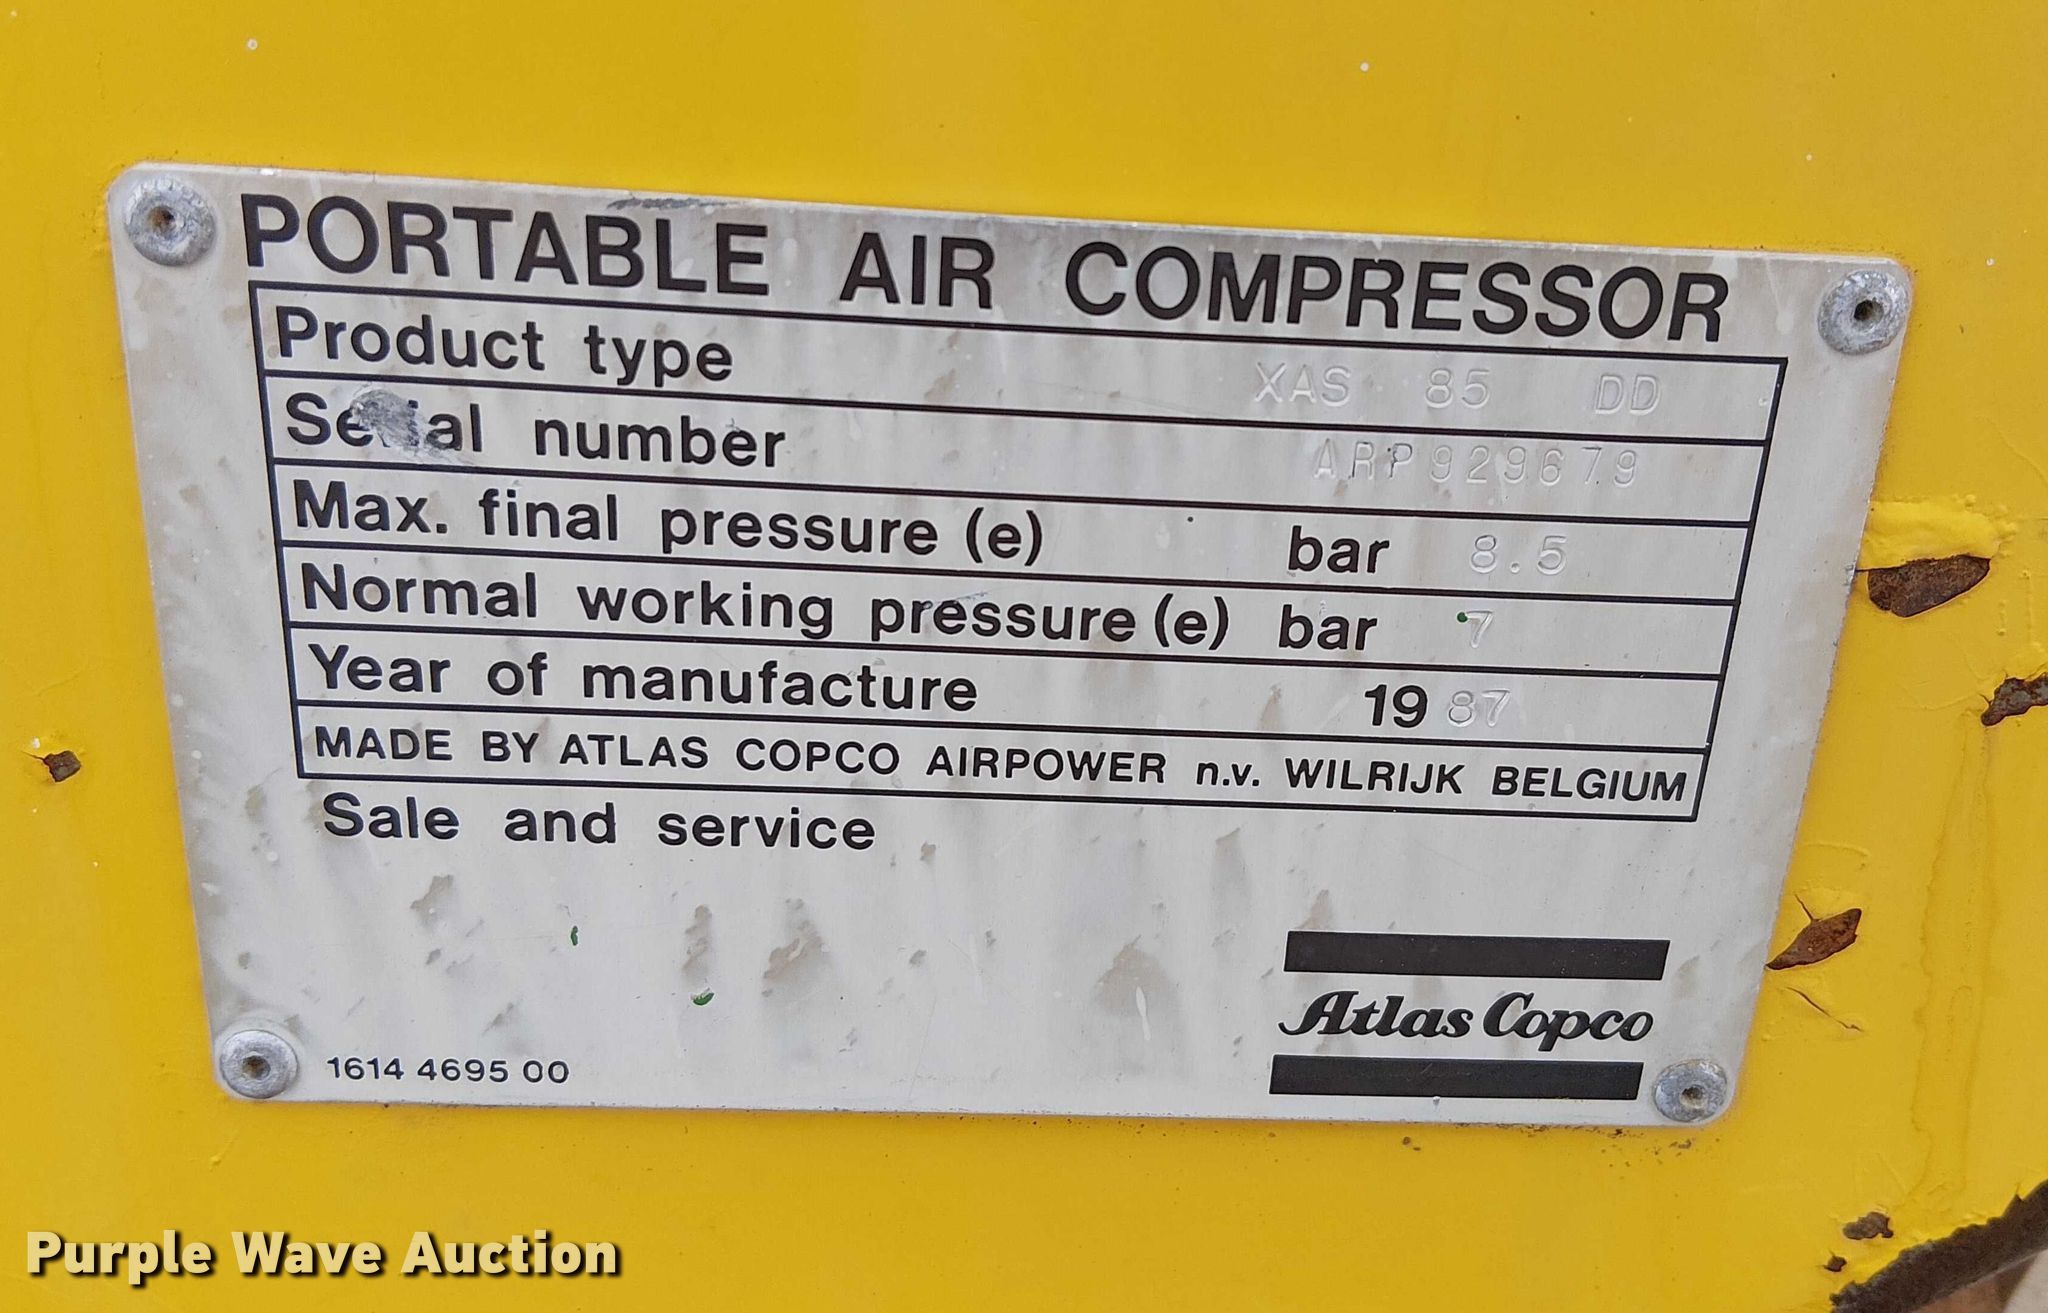 PORTABLE AIR COMPRESSOR
Product type XAS 85 DD
Serial number ARP929679
Max. final pressure (e) bar 8.5
Normal working pressure (e) bar 7
Year of manufacture 1987
MADE BY ATLAS COPCO AIRPOWER n.v. WILRIJK BELGIUM
Sale and service
Atlas Copco
1614 4695 00
Purple Wave Auction